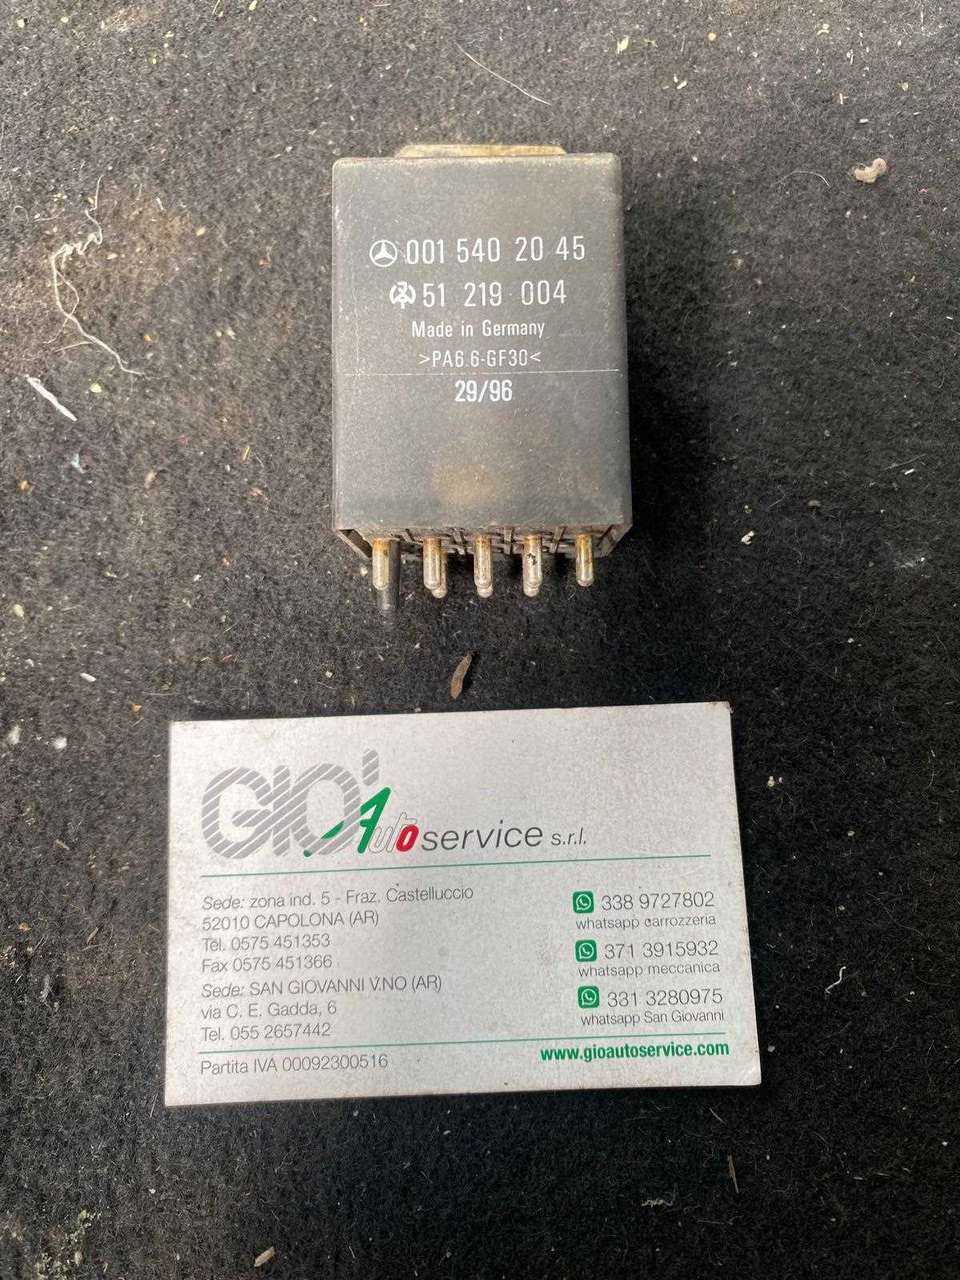 001 540 20 45
51 219 004
Made in Germany
>PA6.6-GF30<
29/96
GIO' Auto service s.r.l.
Sede: zona ind. 5 - Fraz. Castelluccio
52010 CAPOLONA (AR)
Tel. 0575 451353
Fax 0575 451366
Sede: SAN GIOVANNI V.NO (AR)
via C. E. Gadda, 6
Tel. 055 2657442
338 9727802
whatsapp carrozzeria
371 3915932
whatsapp meccanica
331 3280975
whatsapp San Giovanni
www.gioautoservice.com
Partita IVA 00092300516